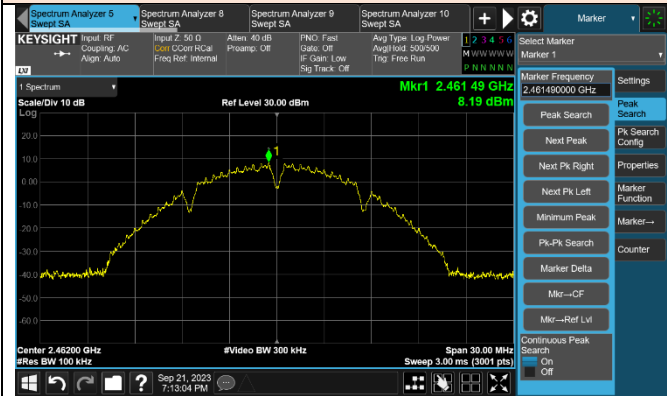 Spectrum Analyzer 5
Swept SA
Spectrum Analyzer 8
Swept SA
Spectrum Analyzer 9
Swept SA
Spectrum Analyzer 10
Swept SA
Marker
KEYSIGHT
Input: RF
Coupling: AC
Align: Auto
Input Z: 50 Ω
Corr CCorr RCal
Freq Ref: Internal
Atten: 40 dB
Preamp: Off
PNO: Fast
Gate: Off
IF Gain: Low
Sig Track: Off
Avg Type: Log-Power
Avg|Hold: 500/500
Trig: Free Run
1 2 3 4 5 6
M W W W W W
P N N N N N
LXI
Select Marker
Marker 1
1 Spectrum
Scale/Div 10 dB
Log
Ref Level 30.00 dBm
Mkr1 2.461 49 GHz
8.19 dBm
20.0
10.0
0.00
-10.0
-20.0
-30.0
-40.0
-50.0
-60.0
1
Center 2.46200 GHz
#Res BW 100 kHz
#Video BW 300 kHz
Span 30.00 MHz
Sweep 3.00 ms (3001 pts)
Marker Frequency
2.461490000 GHz
Peak Search
Next Peak
Next Pk Right
Next Pk Left
Minimum Peak
Pk-Pk Search
Marker Delta
Mkr→CF
Mkr→Ref Lvl
Continuous Peak
Search
On
Off
Settings
Peak
Search
Pk Search
Config
Properties
Marker
Function
Marker→
Counter
?
Sep 21, 2023
7:13:04 PM